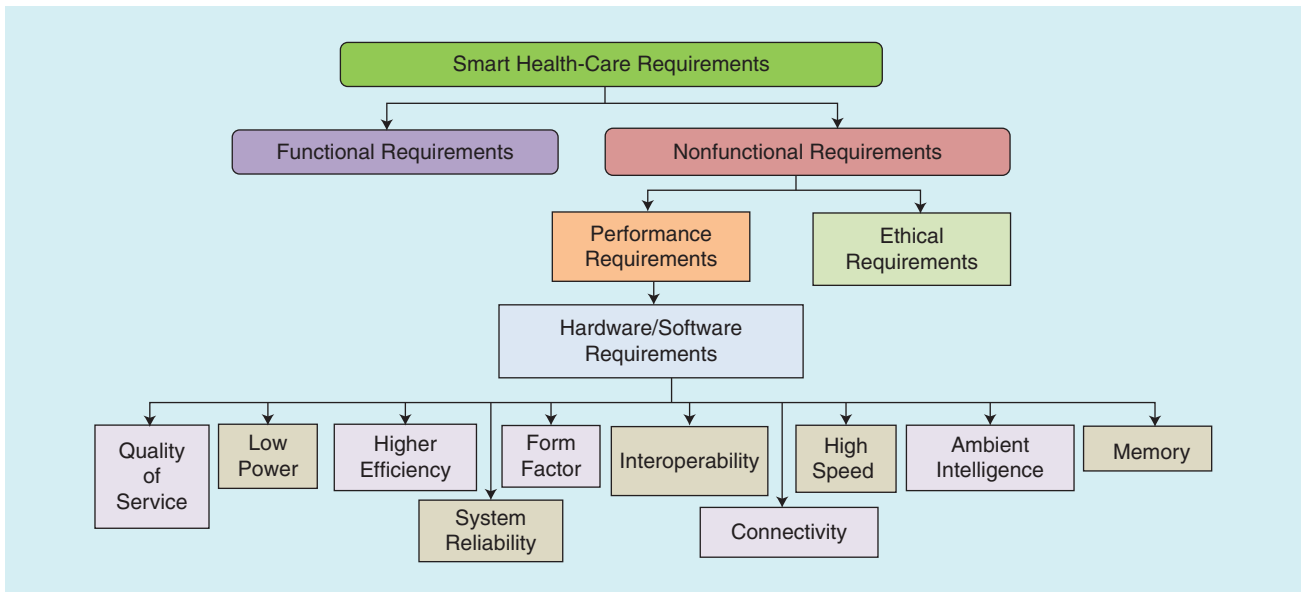 Smart Health-Care Requirements
Functional Requirements
Nonfunctional Requirements
Performance
Requirements
Ethical
Requirements
Hardware/Software
Requirements
Quality
of
Service
Low
Power
Higher
Efficiency
System
Reliability
Form
Factor
Interoperability
Connectivity
High
Speed
Ambient
Intelligence
Memory